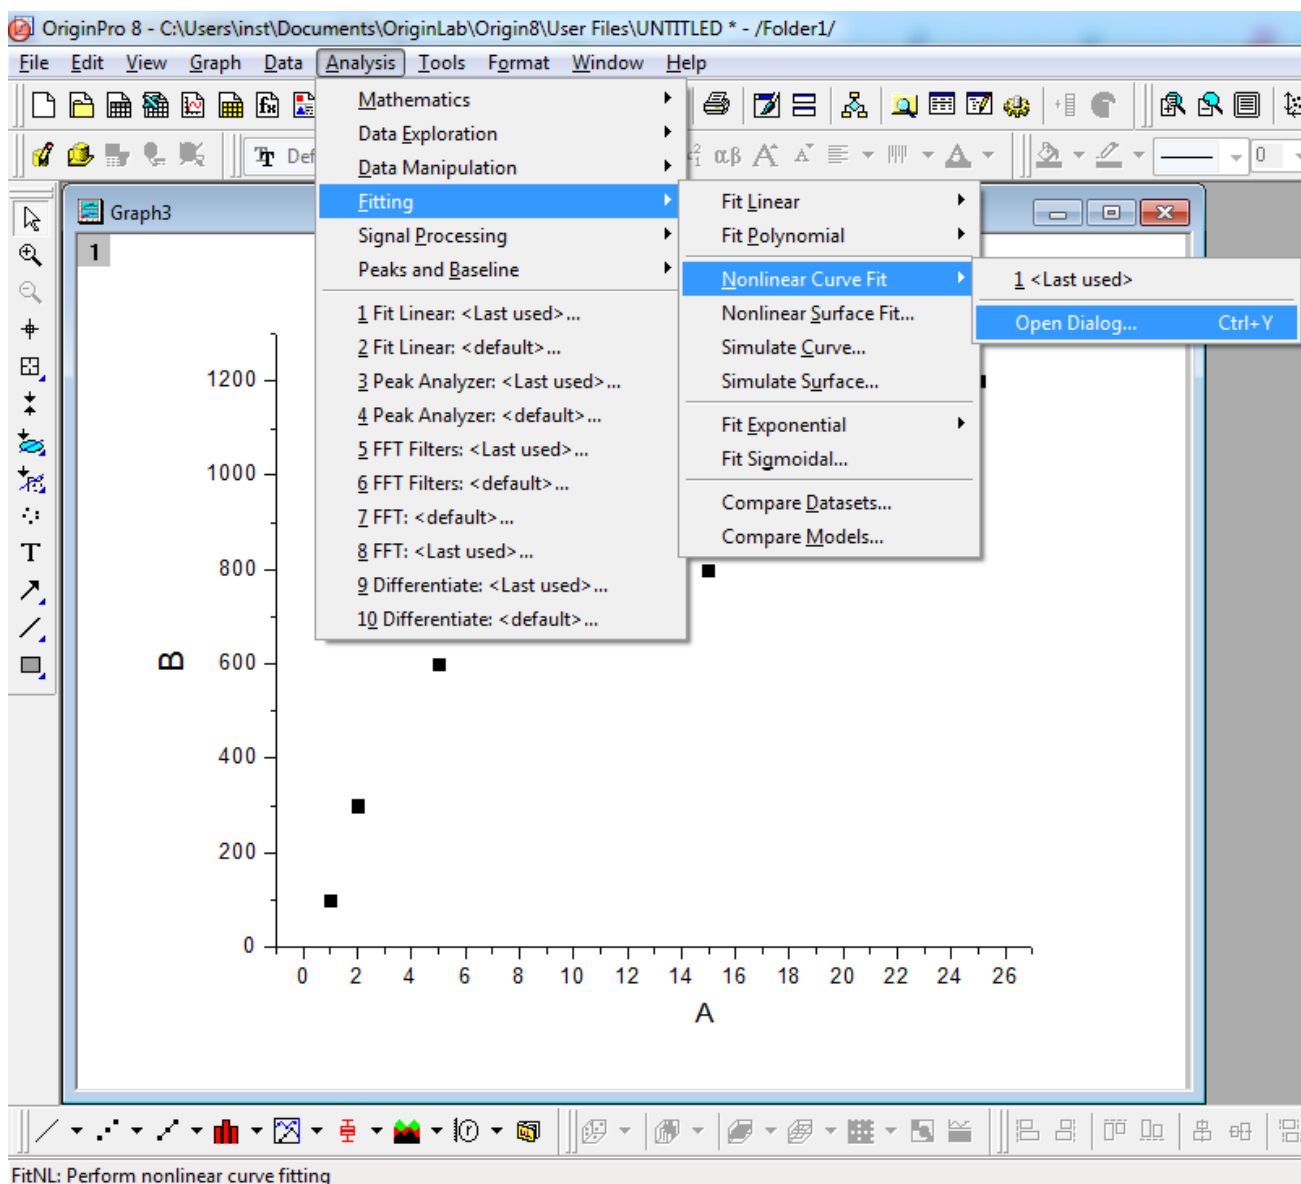 OriginPro 8 - C:\Users\inst\Documents\OriginLab\Origin8\User Files\UNTITLED * - /Folder1/
File Edit View Graph Data Analysis Tools Format Window Help
Def
αβ A A A 0
Graph3
1
Mathematics
Data Exploration
Data Manipulation
Fitting
Signal Processing
Peaks and Baseline
1 Fit Linear: <Last used>...
2 Fit Linear: <default>...
3 Peak Analyzer: <Last used>...
4 Peak Analyzer: <default>...
5 FFT Filters: <Last used>...
6 FFT Filters: <default>...
7 FFT: <default>...
8 FFT: <Last used>...
9 Differentiate: <Last used>...
10 Differentiate: <default>...
Fit Linear
Fit Polynomial
Nonlinear Curve Fit
Nonlinear Surface Fit...
Simulate Curve...
Simulate Surface...
Fit Exponential
Fit Sigmoidal...
Compare Datasets...
Compare Models...
1 <Last used>
Open Dialog... Ctrl+Y
T
1200
1000
800
600
400
200
0
B
0 2 4 6 8 10 12 14 16 18 20 22 24 26
A
FitNL: Perform nonlinear curve fitting